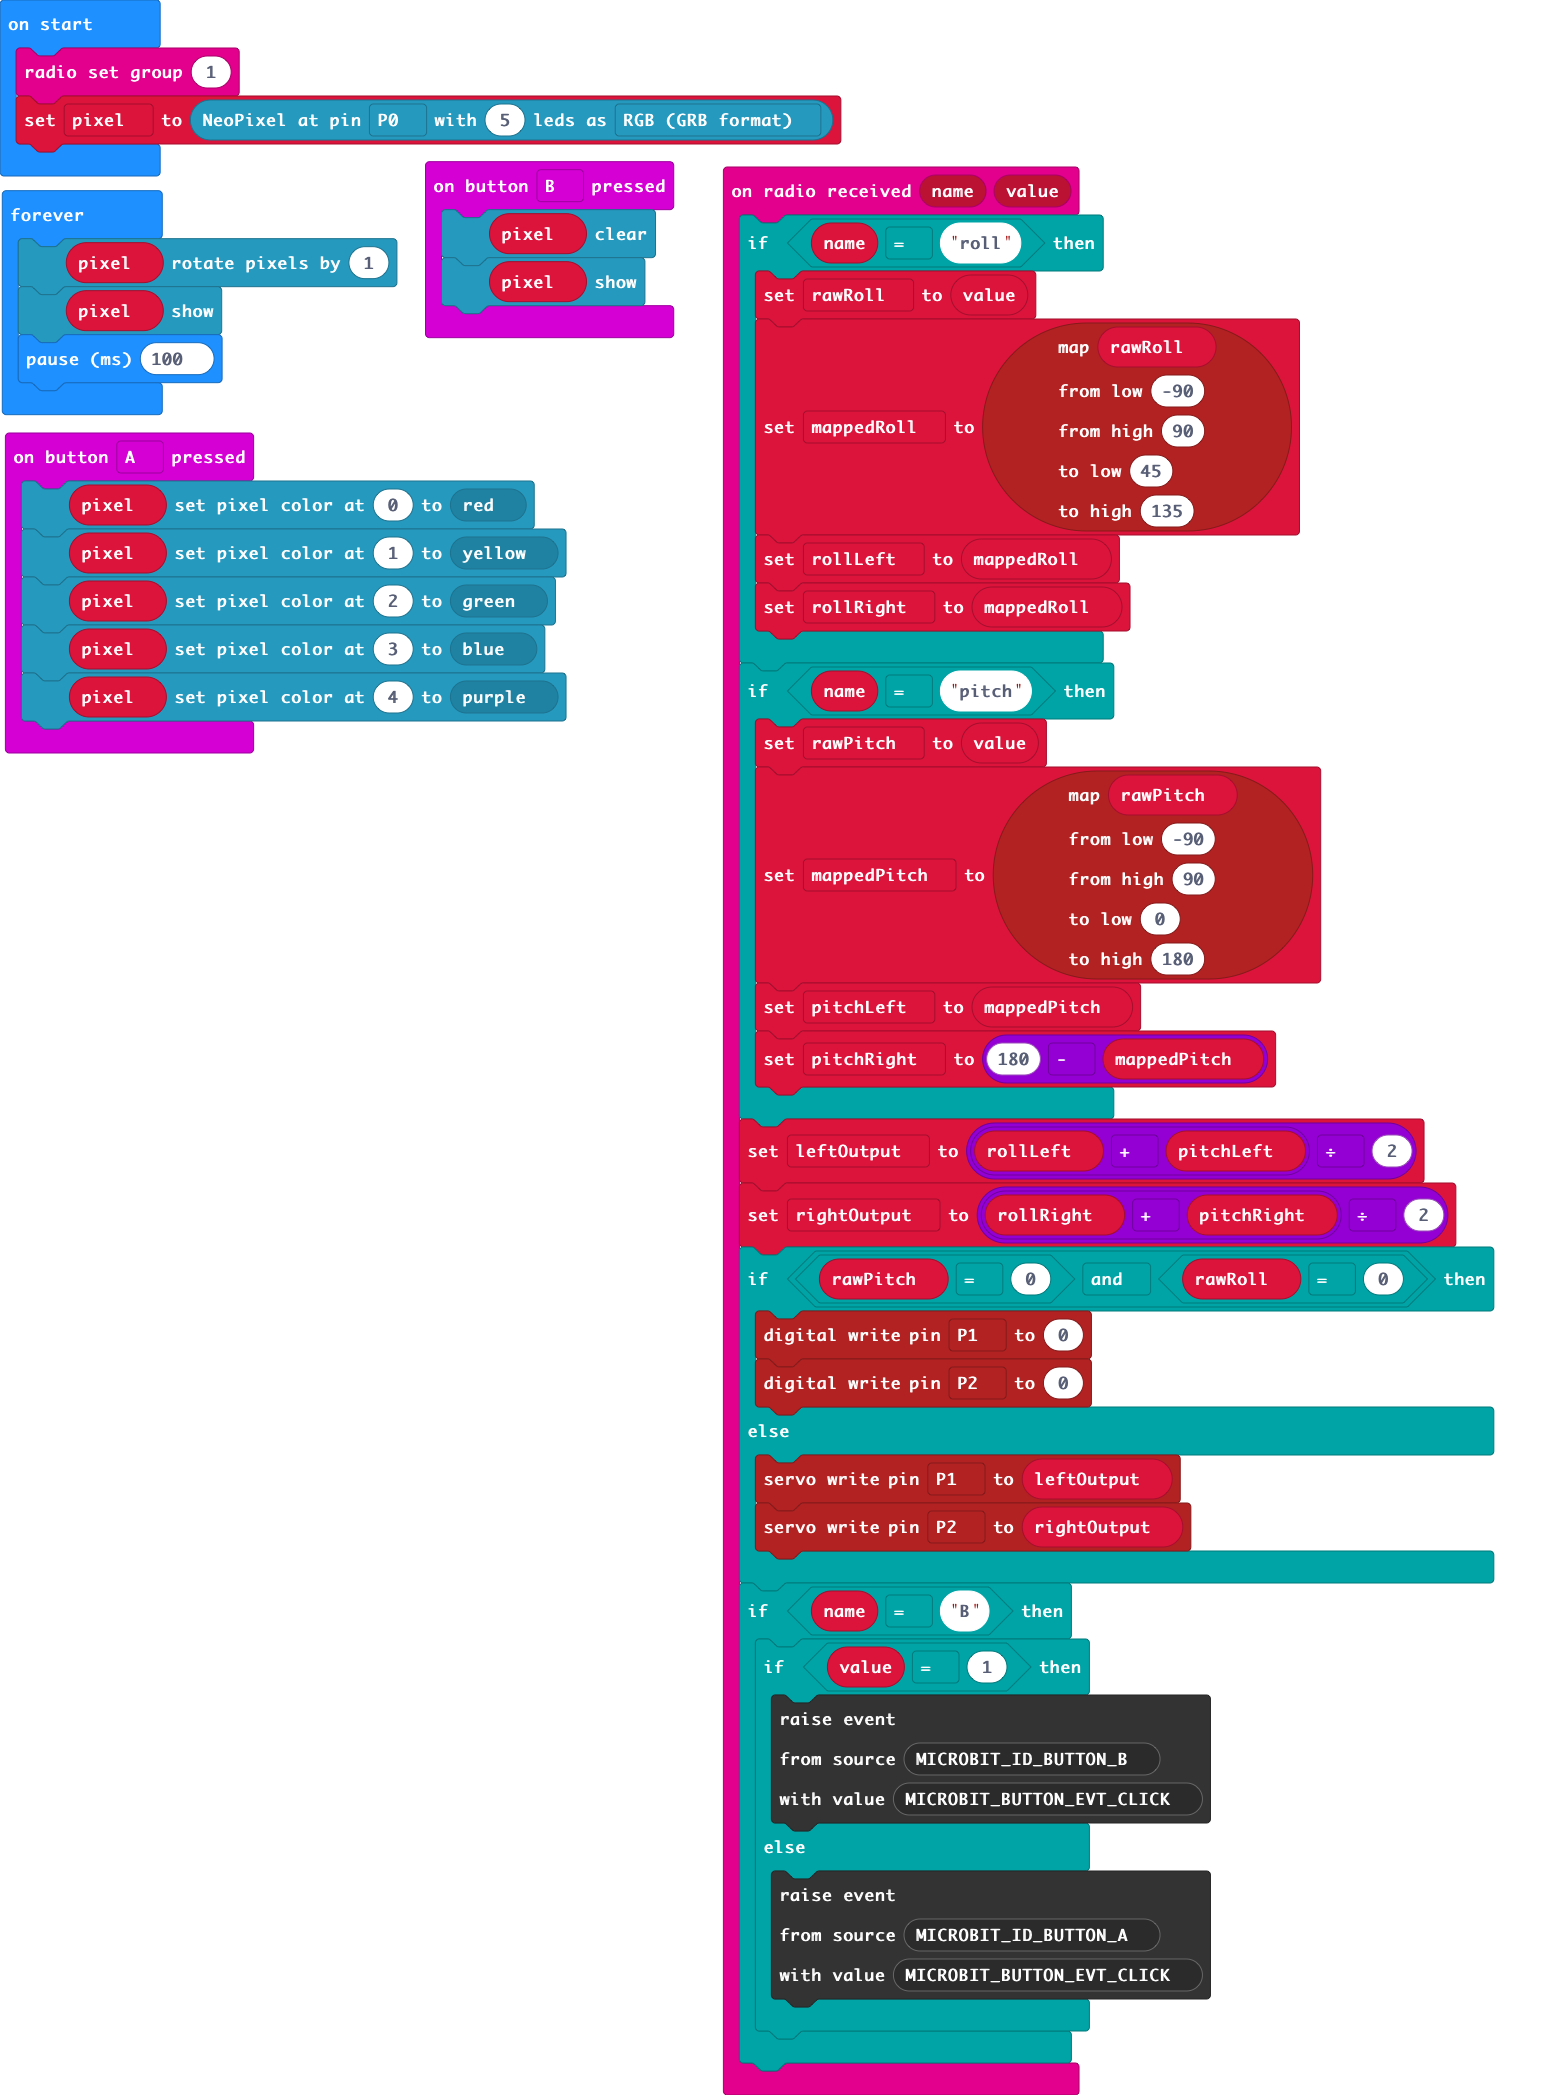 on start
radio set group 1
set pixel to NeoPixel at pin P0 with 5 leds as RGB (GRB format)
forever
pixel rotate pixels by 1
pixel show
pause (ms) 100
on button B pressed
pixel clear
pixel show
on button A pressed
pixel set pixel color at 0 to red
pixel set pixel color at 1 to yellow
pixel set pixel color at 2 to green
pixel set pixel color at 3 to blue
pixel set pixel color at 4 to purple
on radio received name value
if name = "roll" then
set rawRoll to value
set mappedRoll to map rawRoll
from low -90
from high 90
to low 45
to high 135
set rollLeft to mappedRoll
set rollRight to mappedRoll
if name = "pitch" then
set rawPitch to value
set mappedPitch to map rawPitch
from low -90
from high 90
to low 0
to high 180
set pitchLeft to mappedPitch
set pitchRight to 180 - mappedPitch
set leftOutput to rollLeft + pitchLeft ÷ 2
set rightOutput to rollRight + pitchRight ÷ 2
if rawPitch = 0 and rawRoll = 0 then
digital write pin P1 to 0
digital write pin P2 to 0
else
servo write pin P1 to leftOutput
servo write pin P2 to rightOutput
if name = "B" then
if value = 1 then
raise event
from source MICROBIT_ID_BUTTON_B
with value MICROBIT_BUTTON_EVT_CLICK
else
raise event
from source MICROBIT_ID_BUTTON_A
with value MICROBIT_BUTTON_EVT_CLICK